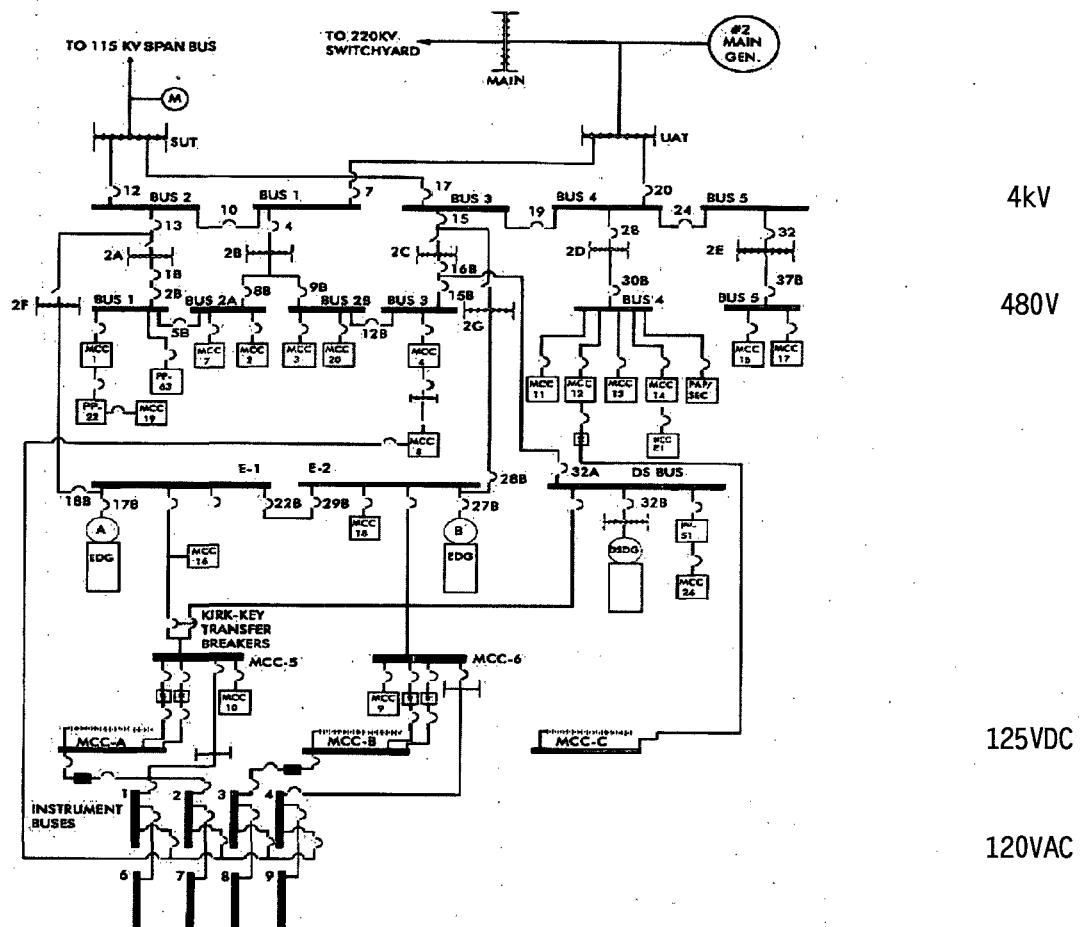 TO 115 KV SPAN BUS
TO 220KV
SWITCHYARD
#2
MAIN
GEN.
MAIN
M
SUT
UAT
12
BUS 2
10
BUS 1
7
17
BUS 3
19
BUS 4
20
24
BUS 5
4kV
13
4
15
28
32
2A
2B
2C
2D
2E
1B
16B
30B
37B
2F
BUS 1
2B
BUS 2A
8B
9B
BUS 2B
BUS 3
15B
2G
BUS 4
BUS 5
480V
5B
12B
MCC
1
PP-
63
MCC
7
MCC
2
MCC
3
MCC
20
MCC
4
MCC
11
MCC
12
MCC
13
MCC
14
MCC
17
PP-
22
MCC
19
MCC
E-1
E-2
28B
32A
DS BUS
18B
17B
22B
29B
27B
32B
A
EDG
MCC
18
B
EDG
DSDG
MCC
16
MCC
KIRK-KEY
TRANSFER
BREAKERS
MCC-5
MCC-6
MCC
10
MCC
9
MCC-A
MCC-B
MCC-C
125VDC
INSTRUMENT
BUSES
1
2
3
4
120VAC
6
7
8
9